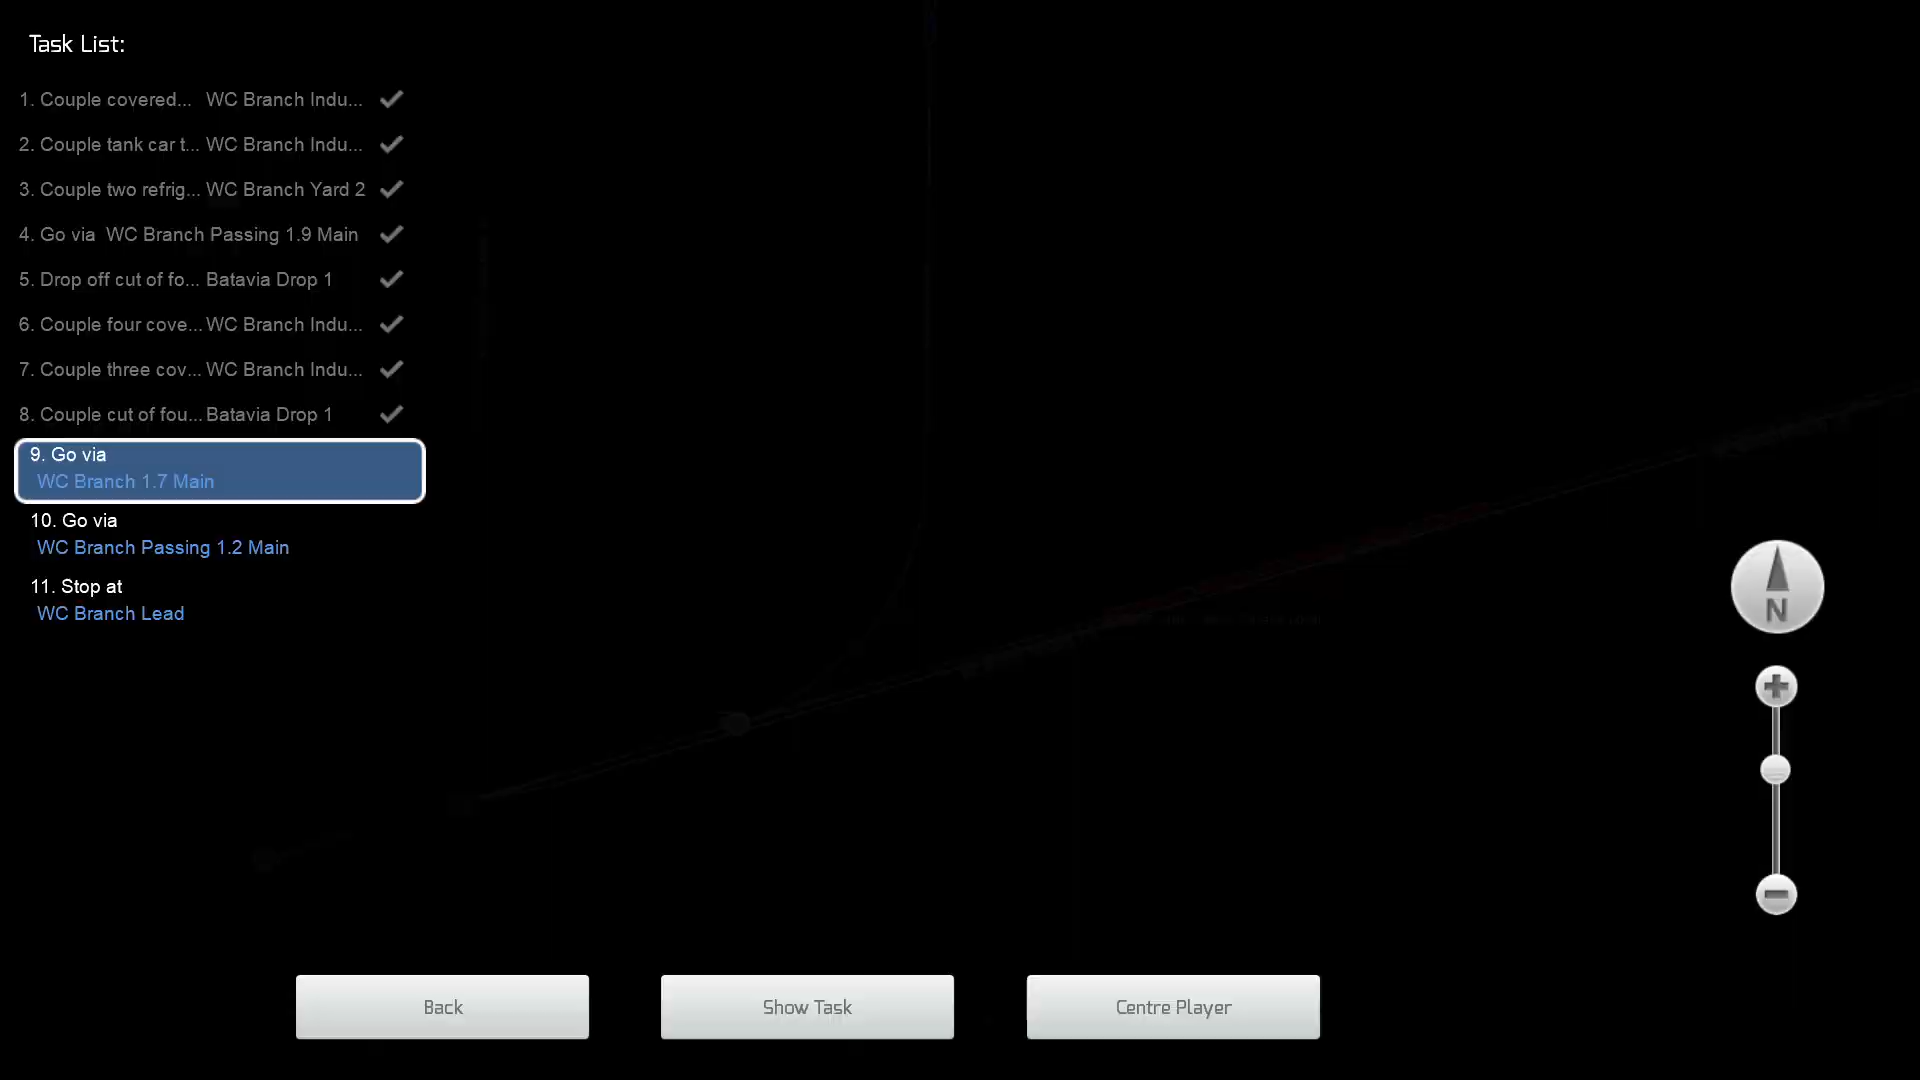 Task List:
1. Couple covered... WC Branch Indu...
2. Couple tank car t... WC Branch Indu...
3. Couple two refrig... WC Branch Yard 2
4. Go via WC Branch Passing 1.9 Main
5. Drop off cut of fo... Batavia Drop 1
6. Couple four cove... WC Branch Indu...
7. Couple three cov... WC Branch Indu...
8. Couple cut of fou... Batavia Drop 1
9. Go via
WC Branch 1.7 Main
10. Go via
WC Branch Passing 1.2 Main
11. Stop at
WC Branch Lead
N
Back
Show Task
Centre Player